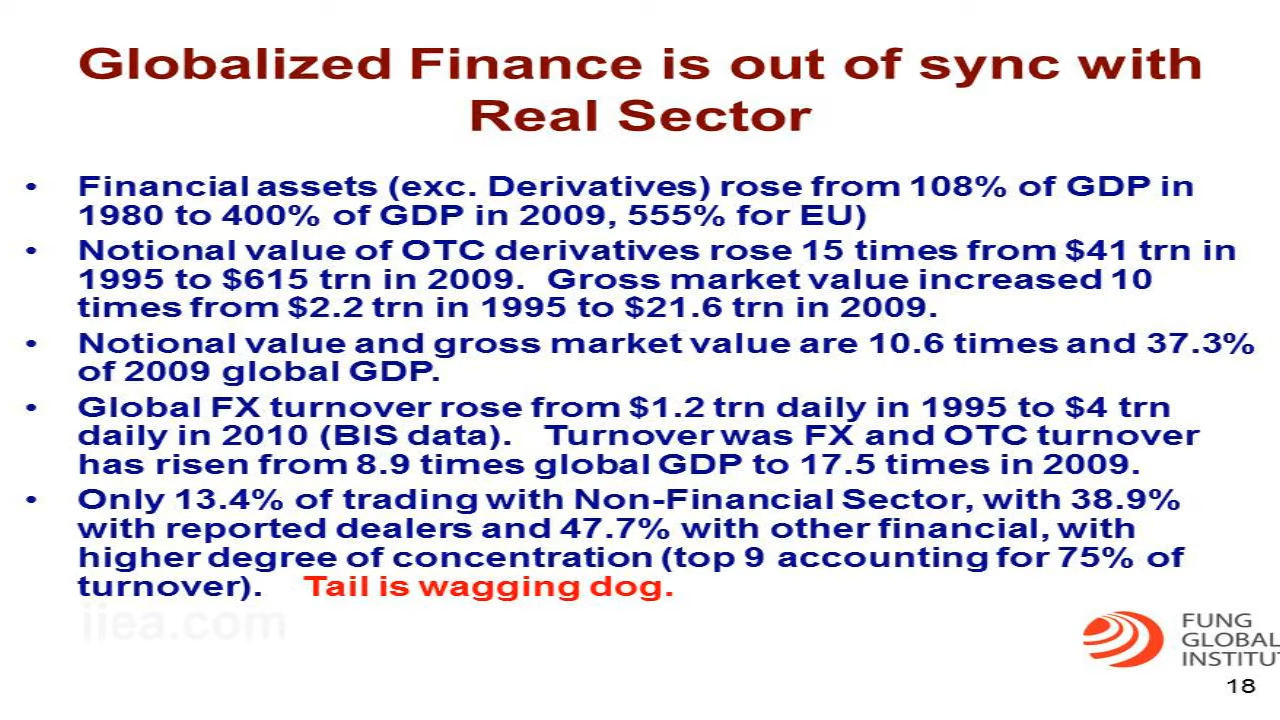 Globalized Finance is out of sync with
Real Sector
• Financial assets (exc. Derivatives) rose from 108% of GDP in
1980 to 400% of GDP in 2009, 555% for EU)
• Notional value of OTC derivatives rose 15 times from $41 trn in
1995 to $615 trn in 2009. Gross market value increased 10
times from $2.2 trn in 1995 to $21.6 trn in 2009.
• Notional value and gross market value are 10.6 times and 37.3%
of 2009 global GDP.
• Global FX turnover rose from $1.2 trn daily in 1995 to $4 trn
daily in 2010 (BIS data). Turnover was FX and OTC turnover
has risen from 8.9 times global GDP to 17.5 times in 2009.
• Only 13.4% of trading with Non-Financial Sector, with 38.9%
with reported dealers and 47.7% with other financial, with
higher degree of concentration (top 9 accounting for 75% of
turnover). Tail is wagging dog.
iiea.com
FUNG
GLOBAL
INSTITUT
18